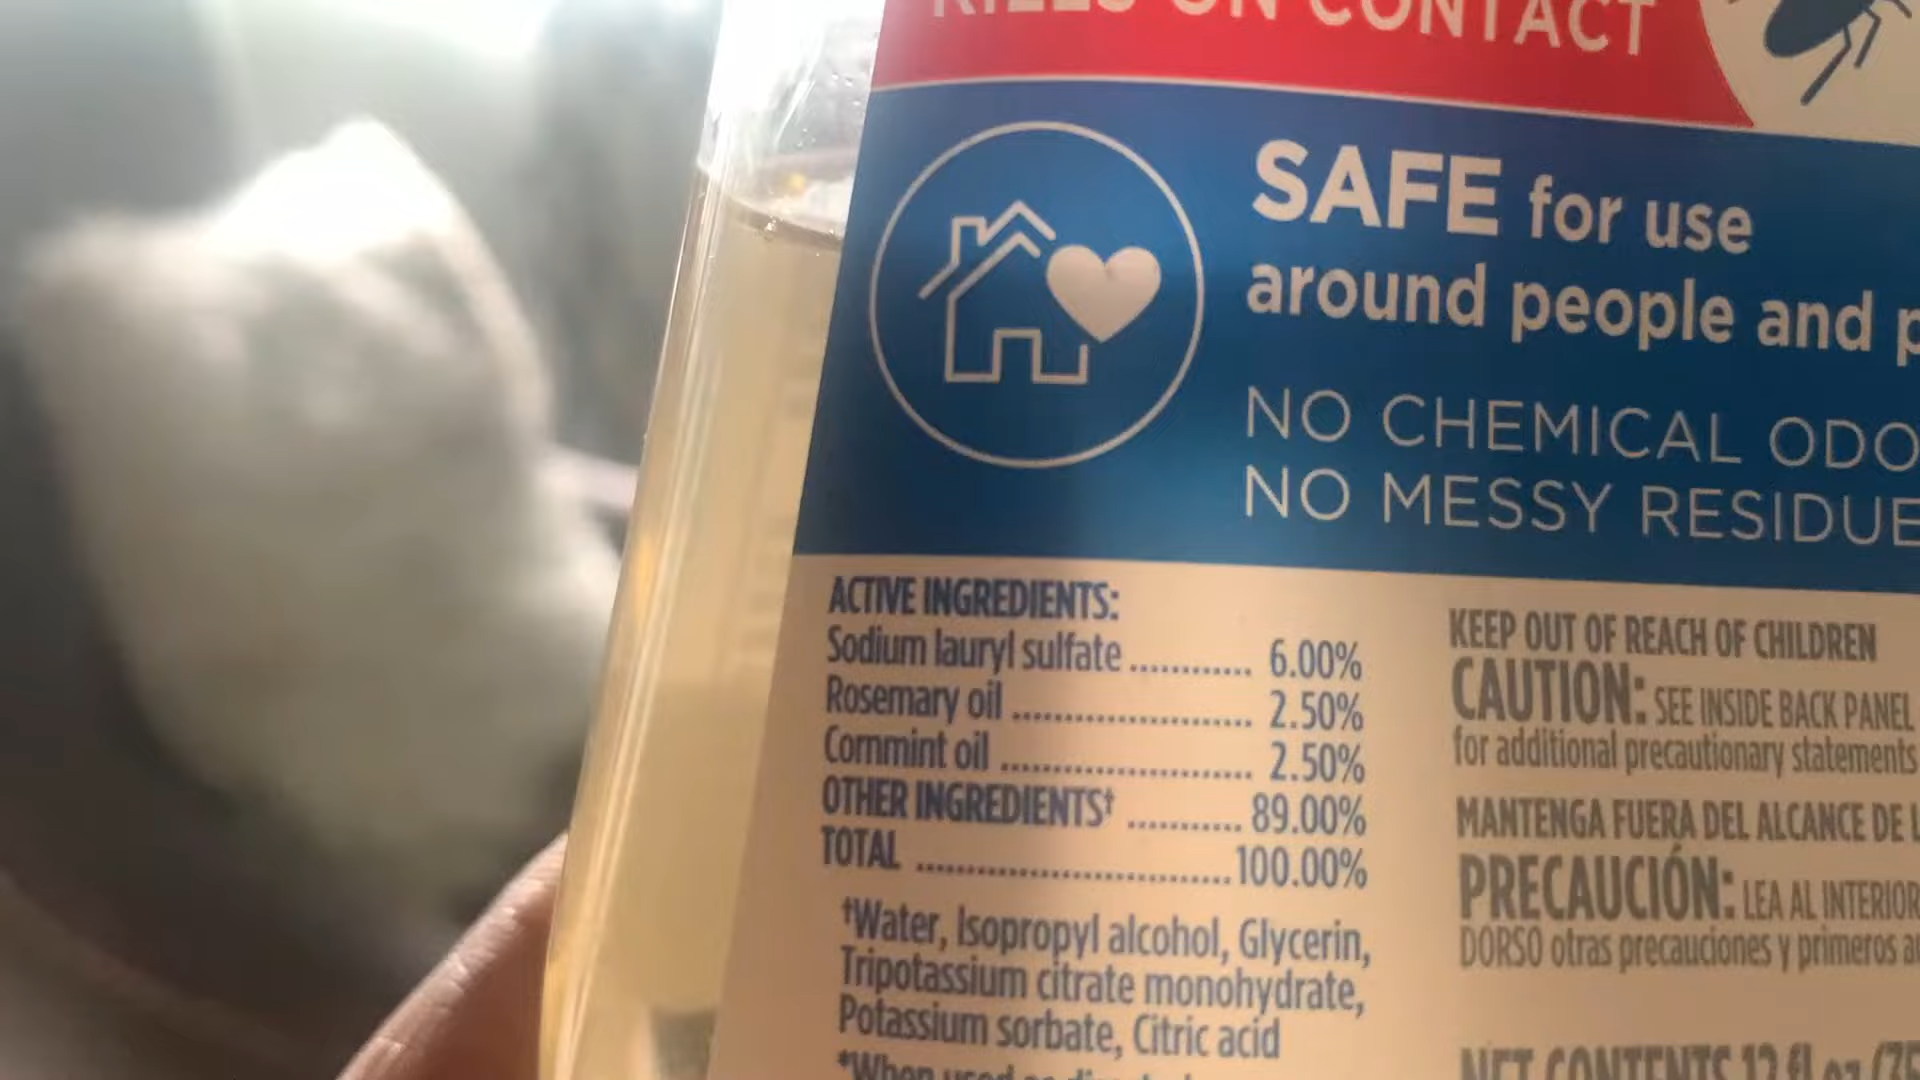 KILLS ON CONTACT
SAFE for use
around people and p
NO CHEMICAL ODO
NO MESSY RESIDUE
ACTIVE INGREDIENTS:
Sodium lauryl sulfate ............ 6.00%
Rosemary oil ........................ 2.50%
Cornmint oil ......................... 2.50%
OTHER INGREDIENTS† ........... 89.00%
TOTAL ................................ 100.00%
†Water, Isopropyl alcohol, Glycerin,
Tripotassium citrate monohydrate,
Potassium sorbate, Citric acid
*When used as
KEEP OUT OF REACH OF CHILDREN
CAUTION: SEE INSIDE BACK PANEL
for additional precautionary statements
MANTENGA FUERA DEL ALCANCE DE L
PRECAUCIÓN: LEA AL INTERIOR
DORSO otras precauciones y primeros a
NET CONTENTS 12 fl oz (35